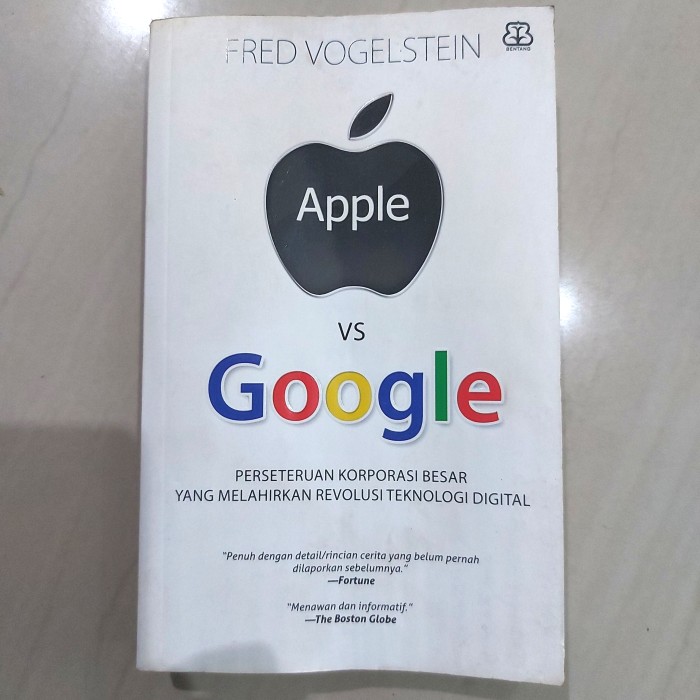 FRED VOGELSTEIN
BENTANG
Apple
VS
Google
PERSETERUAN KORPORASI BESAR
YANG MELAHIRKAN REVOLUSI TEKNOLOGI DIGITAL
"Penuh dengan detail/rincian cerita yang belum pernah
dilaporkan sebelumnya."
—Fortune
"Menawan dan informatif."
—The Boston Globe